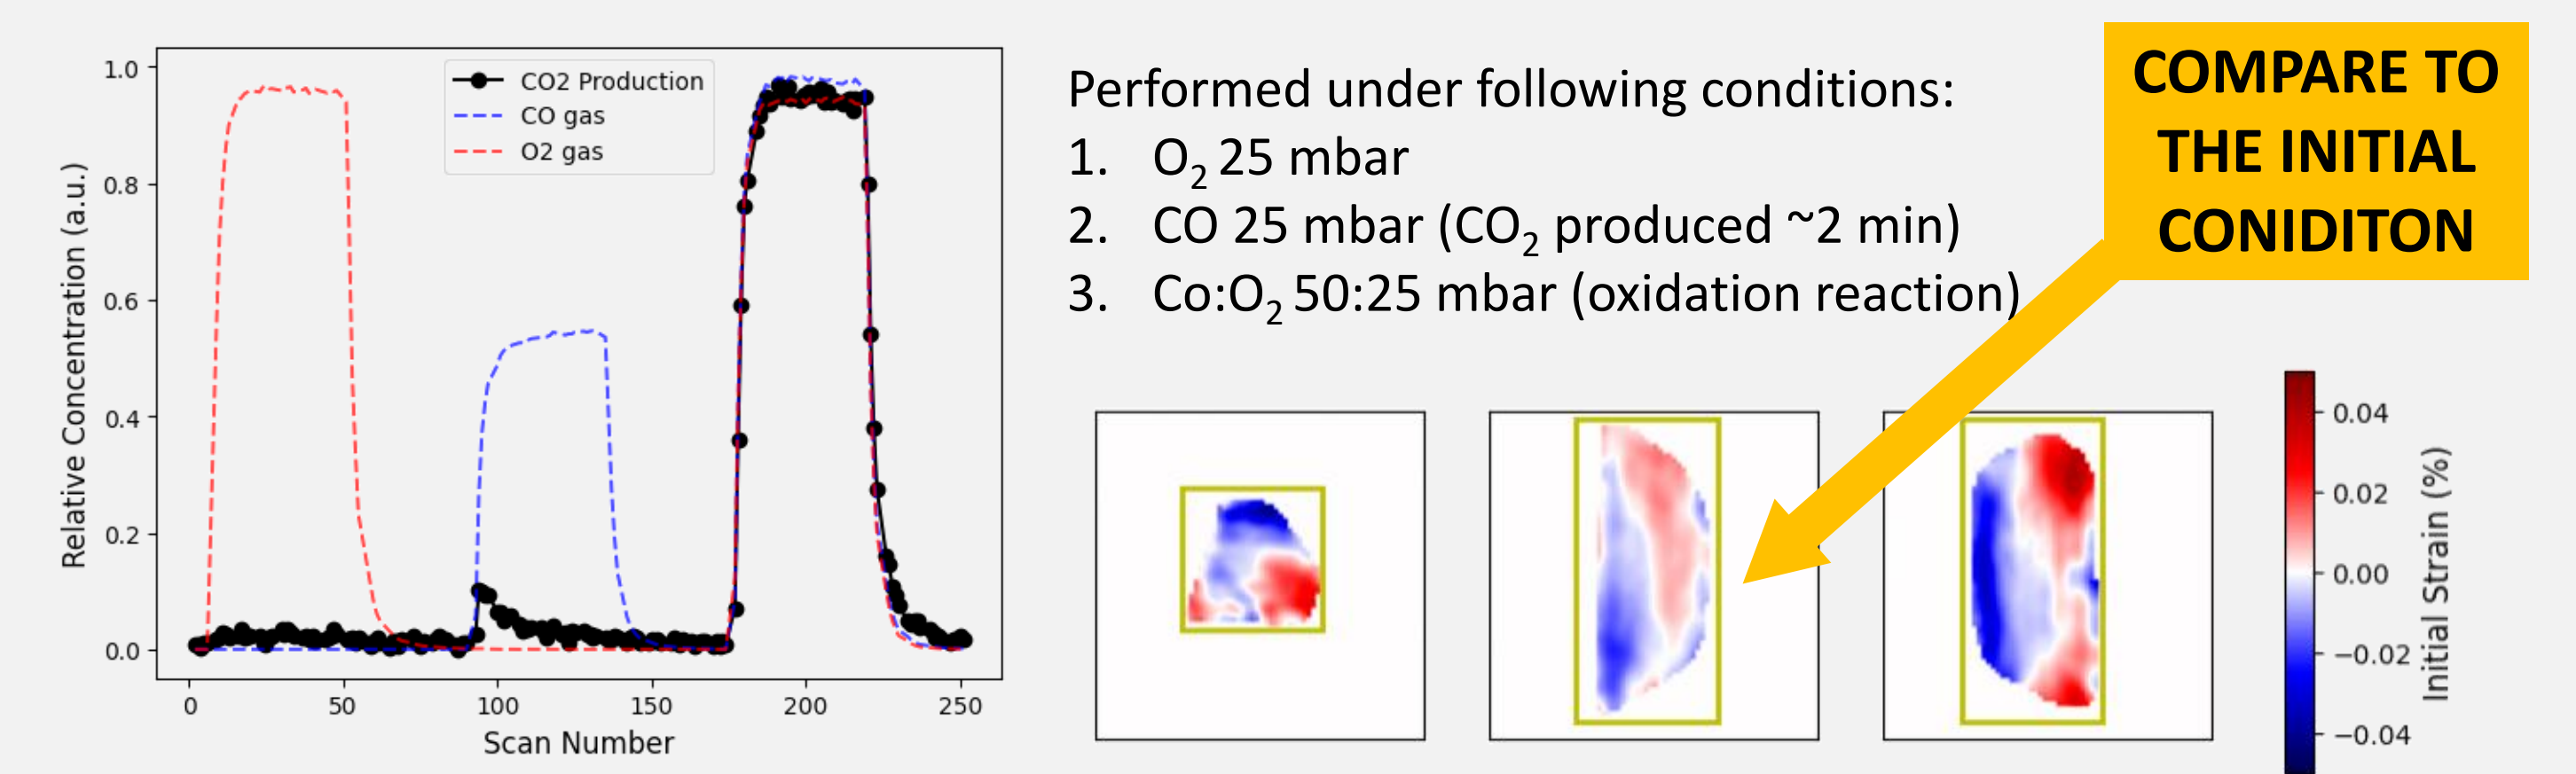 1.0
0.8
0.6
0.4
0.2
0.0
Relative Concentration (a.u.)
CO2 Production
CO gas
O2 gas
0 50 100 150 200 250
Scan Number
Performed under following conditions:
1. O2 25 mbar
2. CO 25 mbar (CO2 produced ~2 min)
3. Co:O2 50:25 mbar (oxidation reaction)
COMPARE TO
THE INITIAL
CONIDITON
0.04
0.02
0.00
−0.02
−0.04
Initial Strain (%)